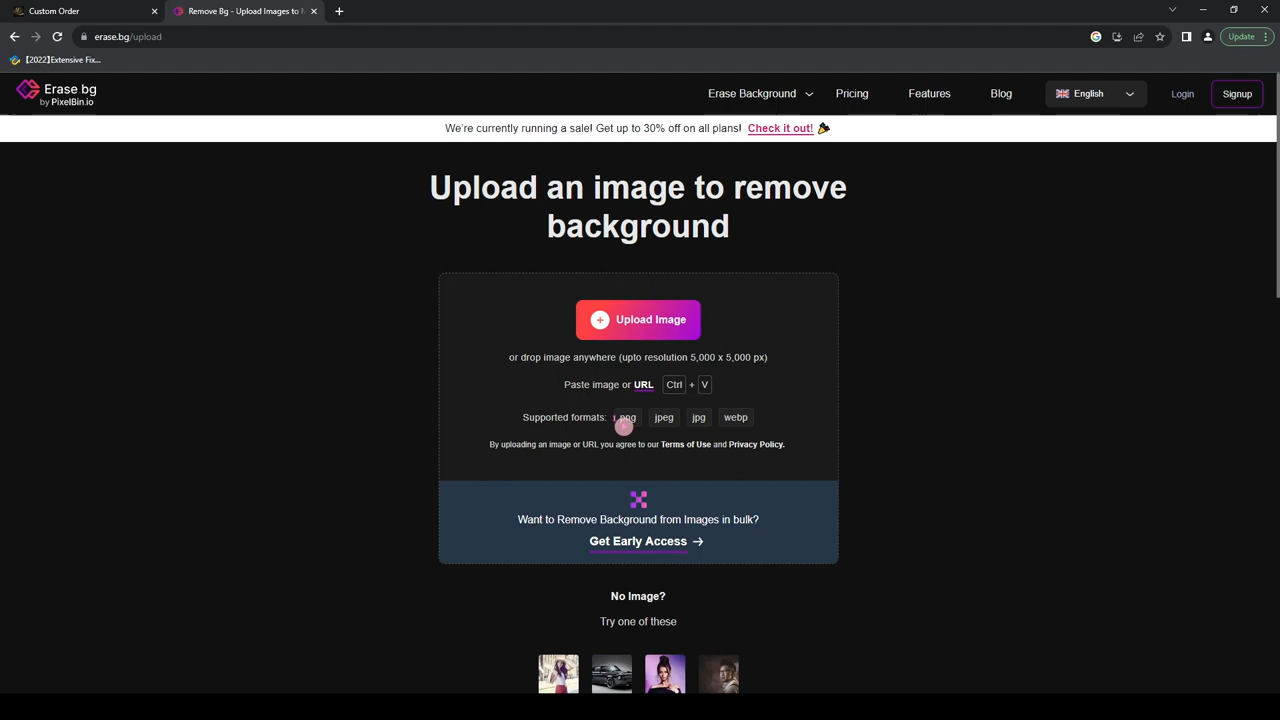 Custom Order
Remove Bg - Upload Images to
erase.bg/upload
Update
【2022】Extensive Fix...
Erase bg
by PixelBin.io
Erase Background
Pricing
Features
Blog
English
Login
Signup
We're currently running a sale! Get up to 30% off on all plans! Check it out!
Upload an image to remove
background
Upload Image
or drop image anywhere (upto resolution 5,000 x 5,000 px)
Paste image or URL Ctrl + V
Supported formats: png jpeg jpg webp
By uploading an image or URL you agree to our Terms of Use and Privacy Policy.
Want to Remove Background from Images in bulk?
Get Early Access →
No Image?
Try one of these